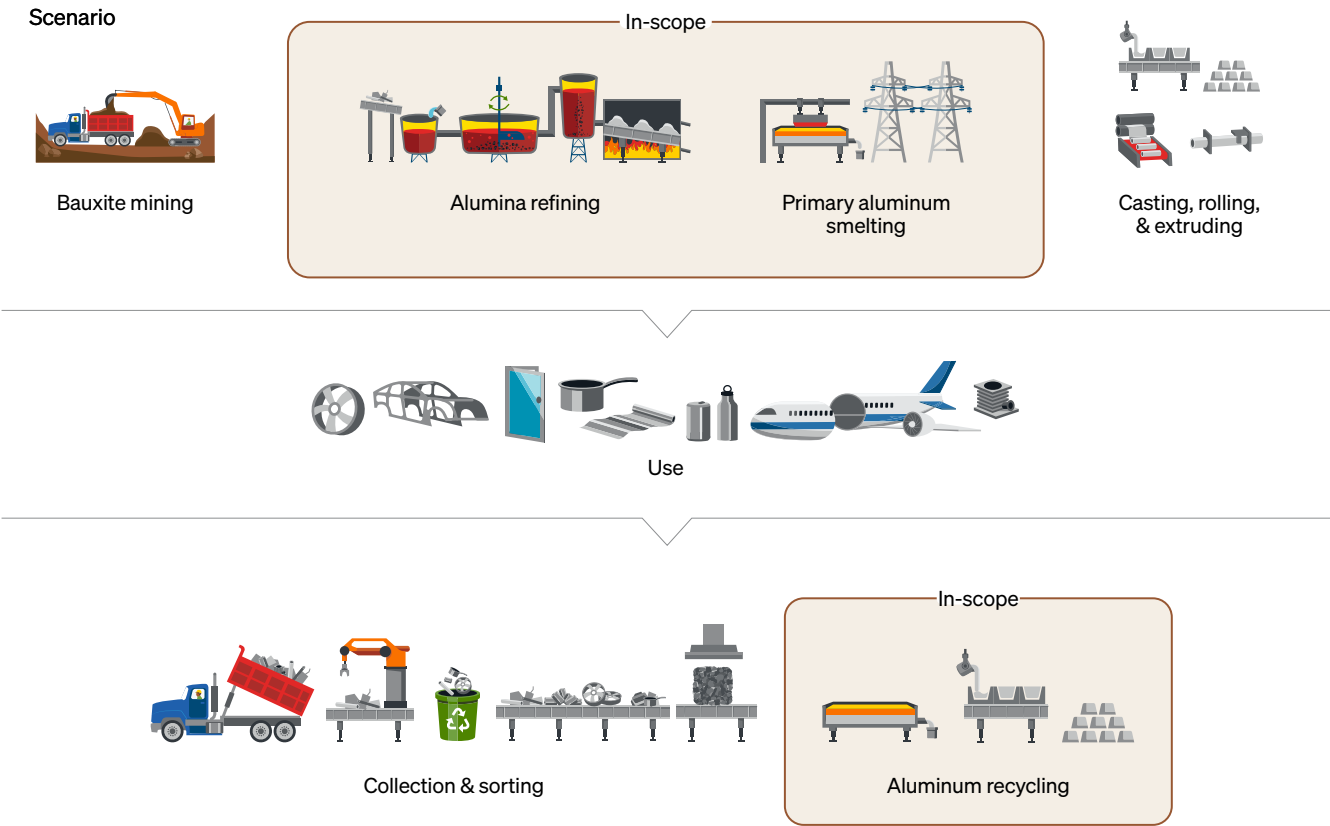 Scenario
In-scope
Bauxite mining
Alumina refining
Primary aluminum
smelting
Casting, rolling,
& extruding
Use
In-scope
Collection & sorting
Aluminum recycling